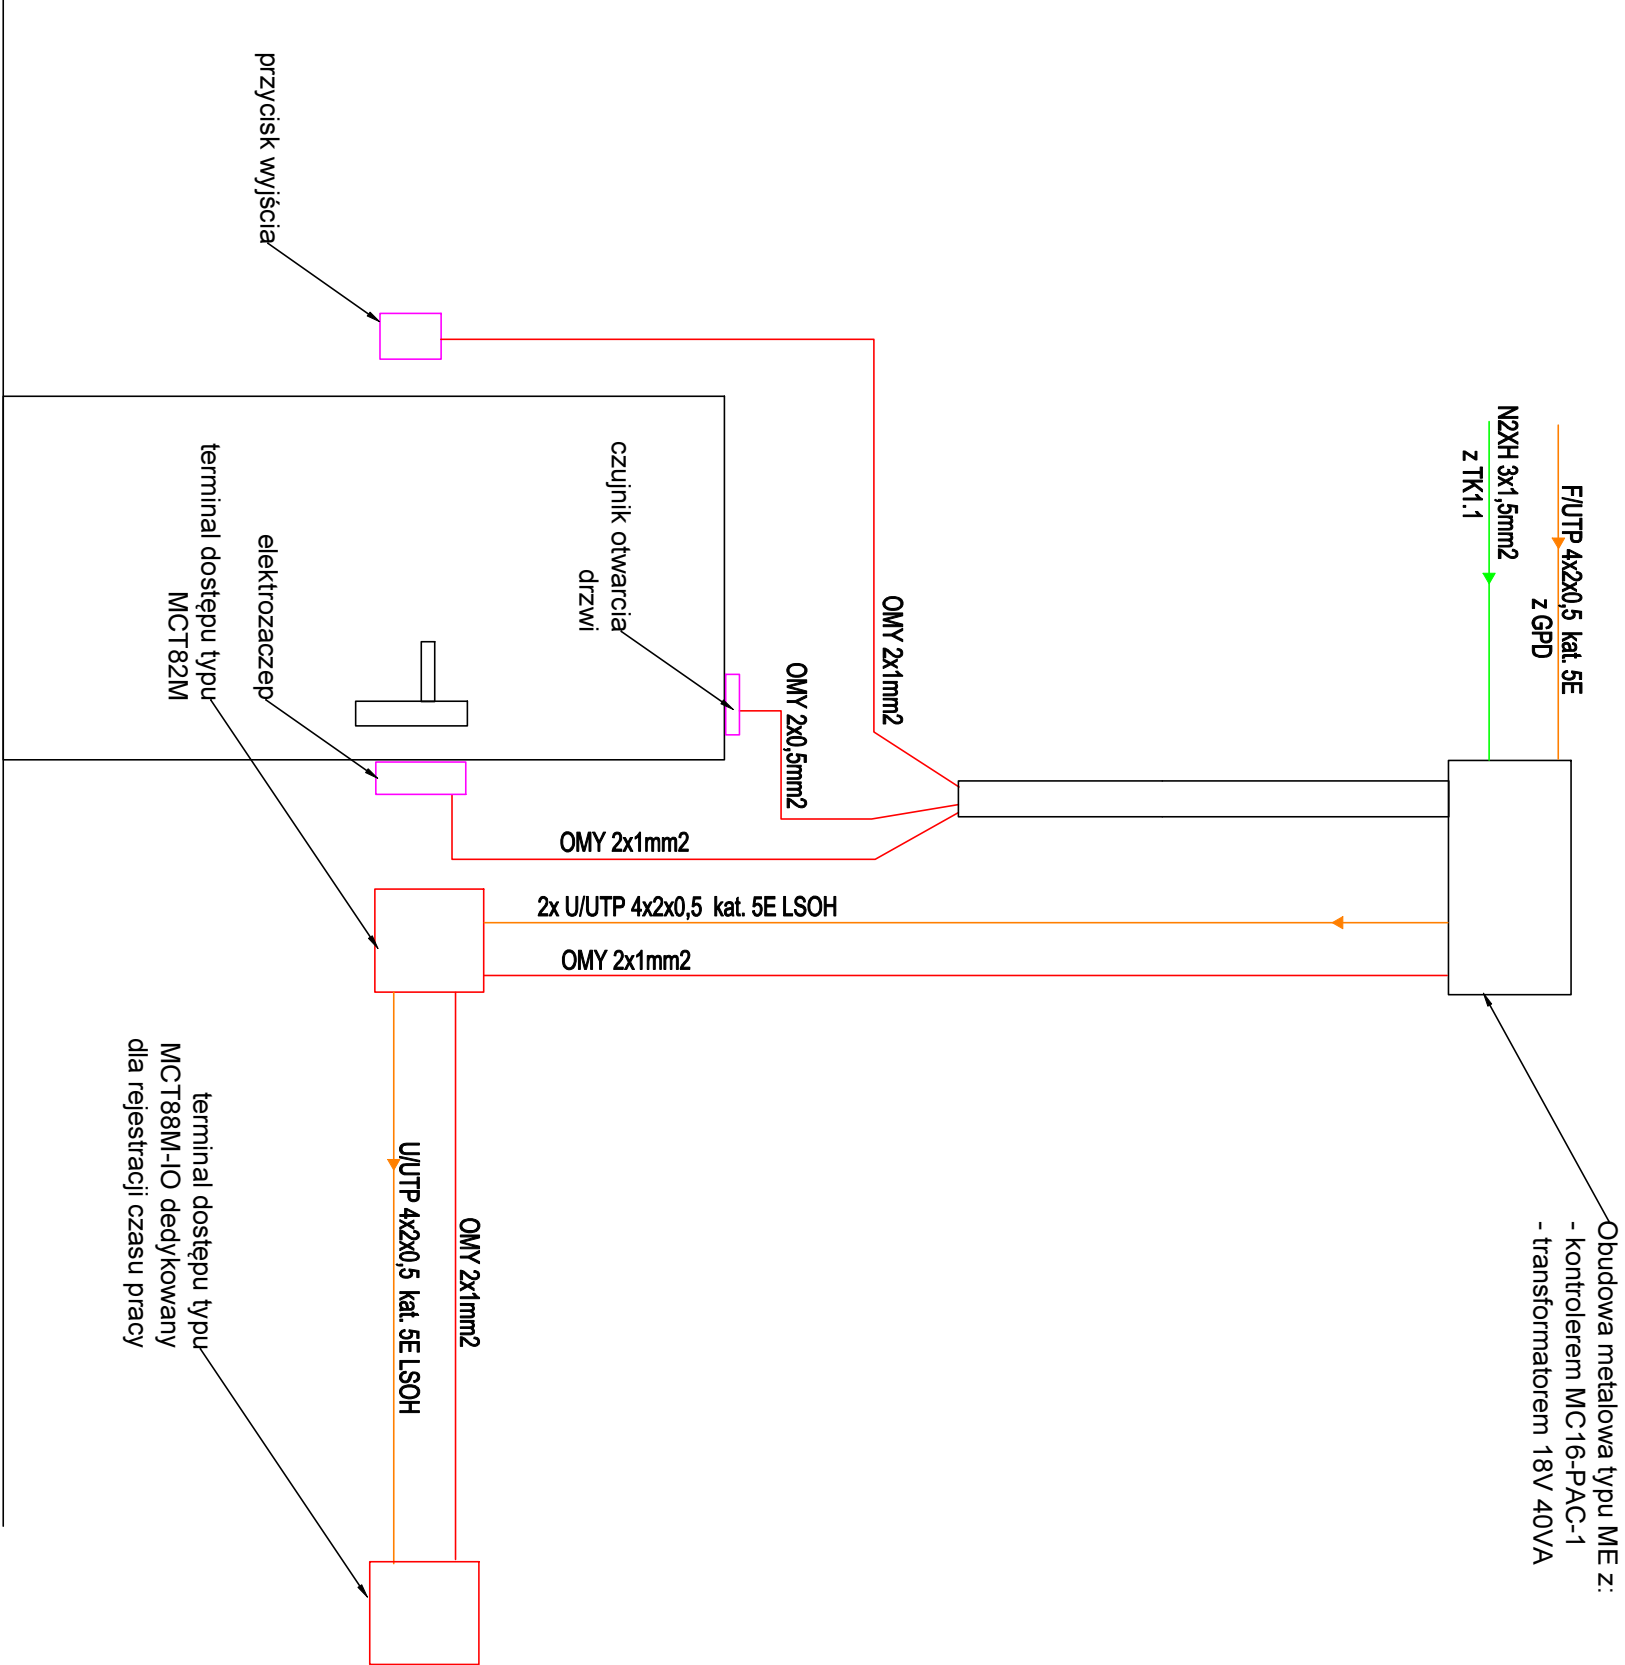 Obudowa metalowa typu ME z:
- kontrolerem MC16-PAC-1
- transformatorem 18V 40VA
F/UTP 4x2x0,5 kat. 5E
z GPD
N2XH 3x1,5mm2
z TK1.1
OMY 2x1mm2
OMY 2x0,5mm2
OMY 2x1mm2
2x U/UTP 4x2x0,5 kat. 5E LSOH
OMY 2x1mm2
czujnik otwarcia
drzwi
przycisk wyjścia
elektrozaczep
terminal dostępu typu
MCT82M
OMY 2x1mm2
U/UTP 4x2x0,5 kat. 5E LSOH
terminal dostępu typu
MCT88M-IO dedykowany
dla rejestracji czasu pracy